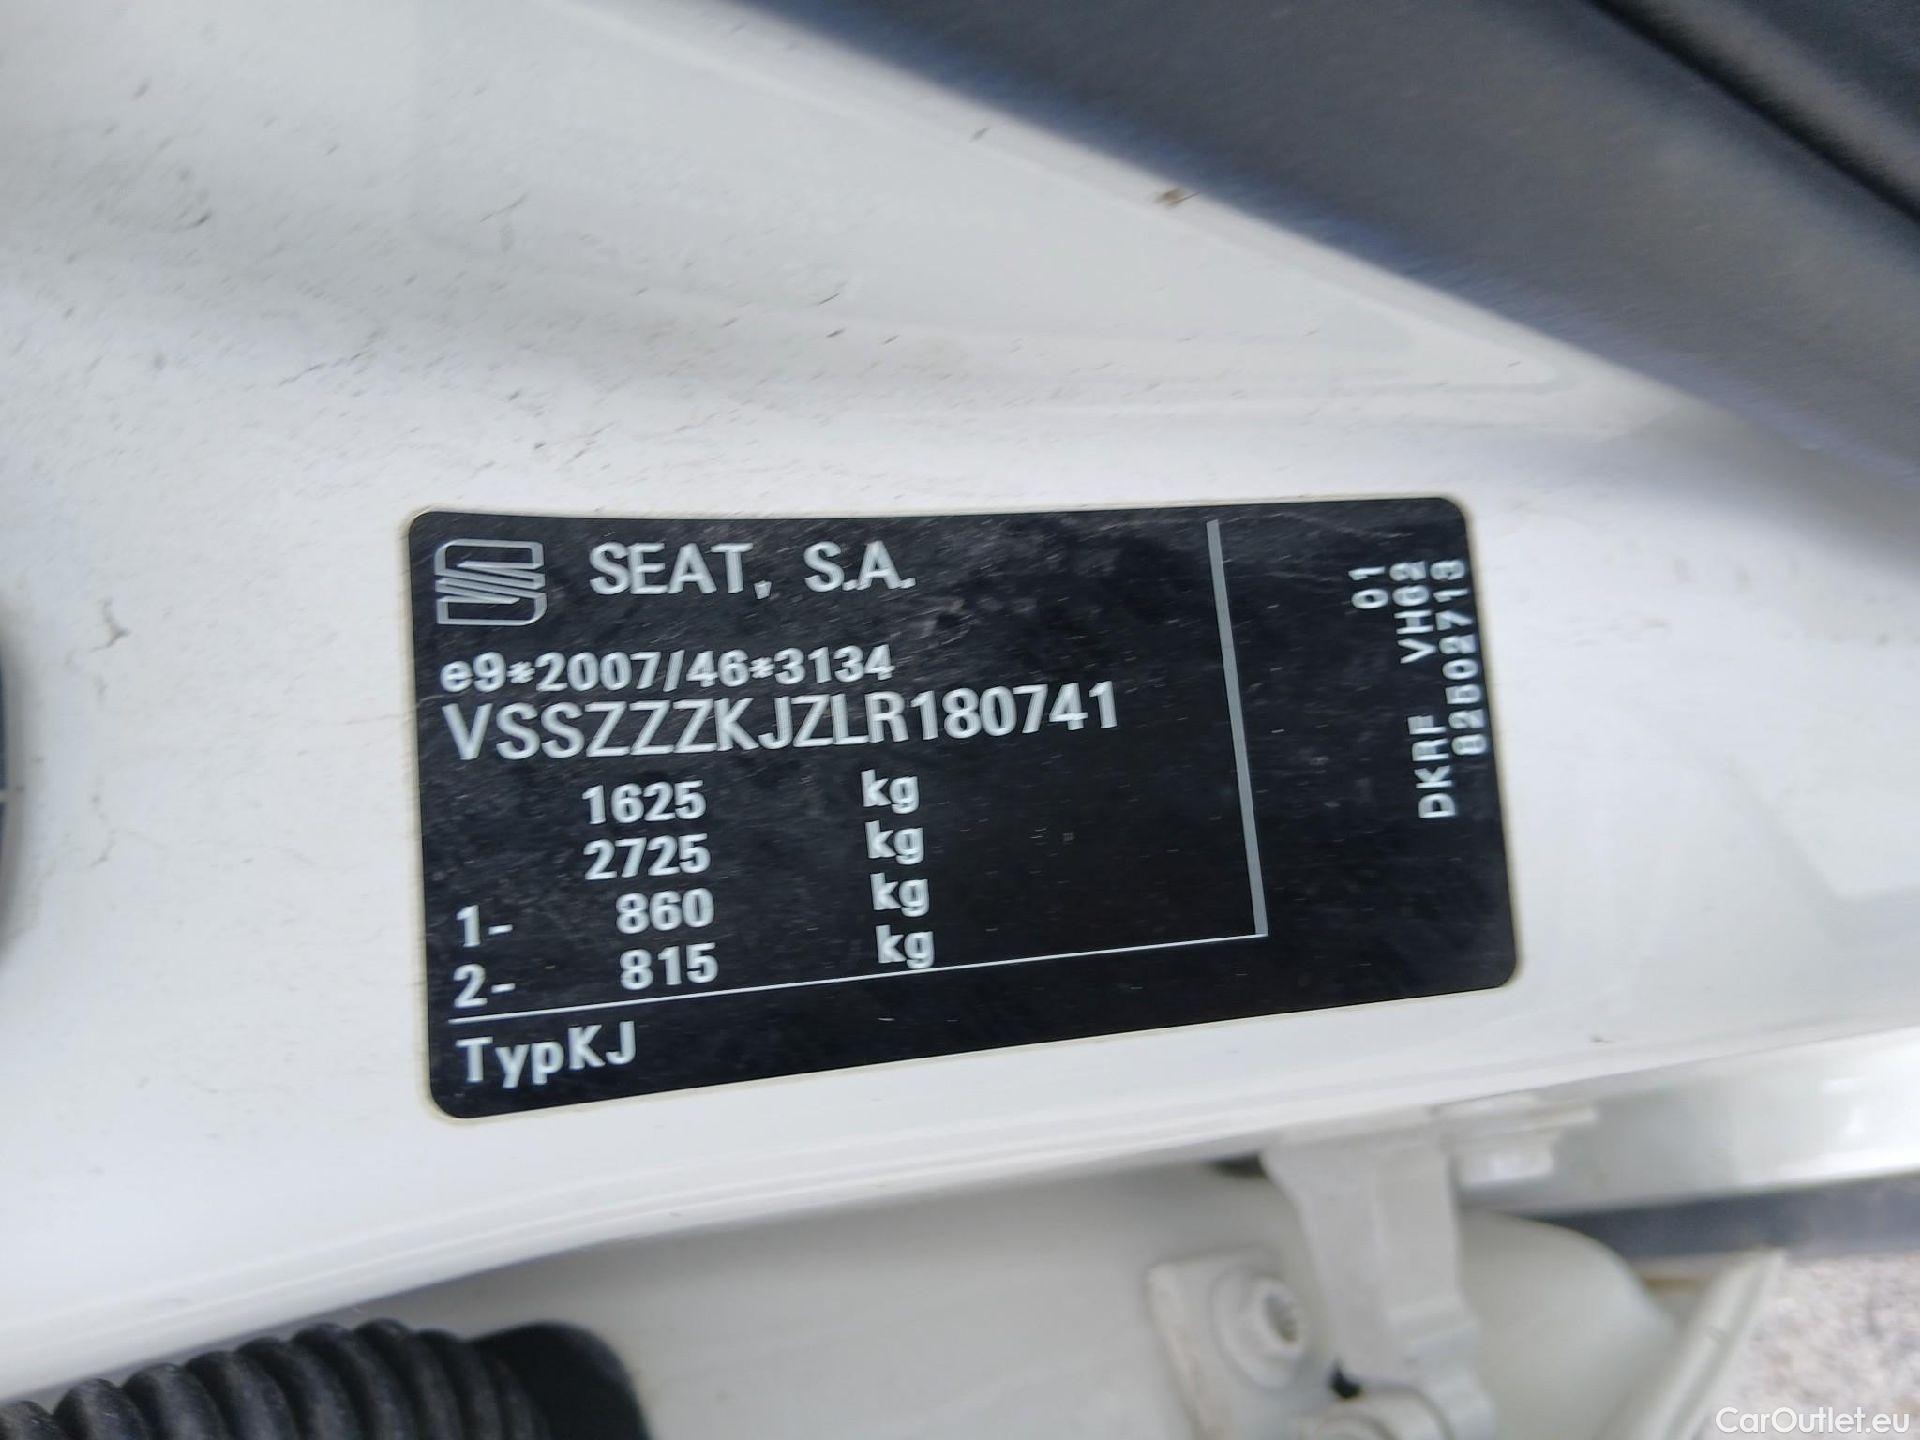 SEAT, S.A.
e9*2007/46*3134
VSSZZZKJZLR180741
1625 kg
2725 kg
1- 860 kg
2- 815 kg
TypKJ
01
DKRF VH62
82502713
CarOutlet.eu